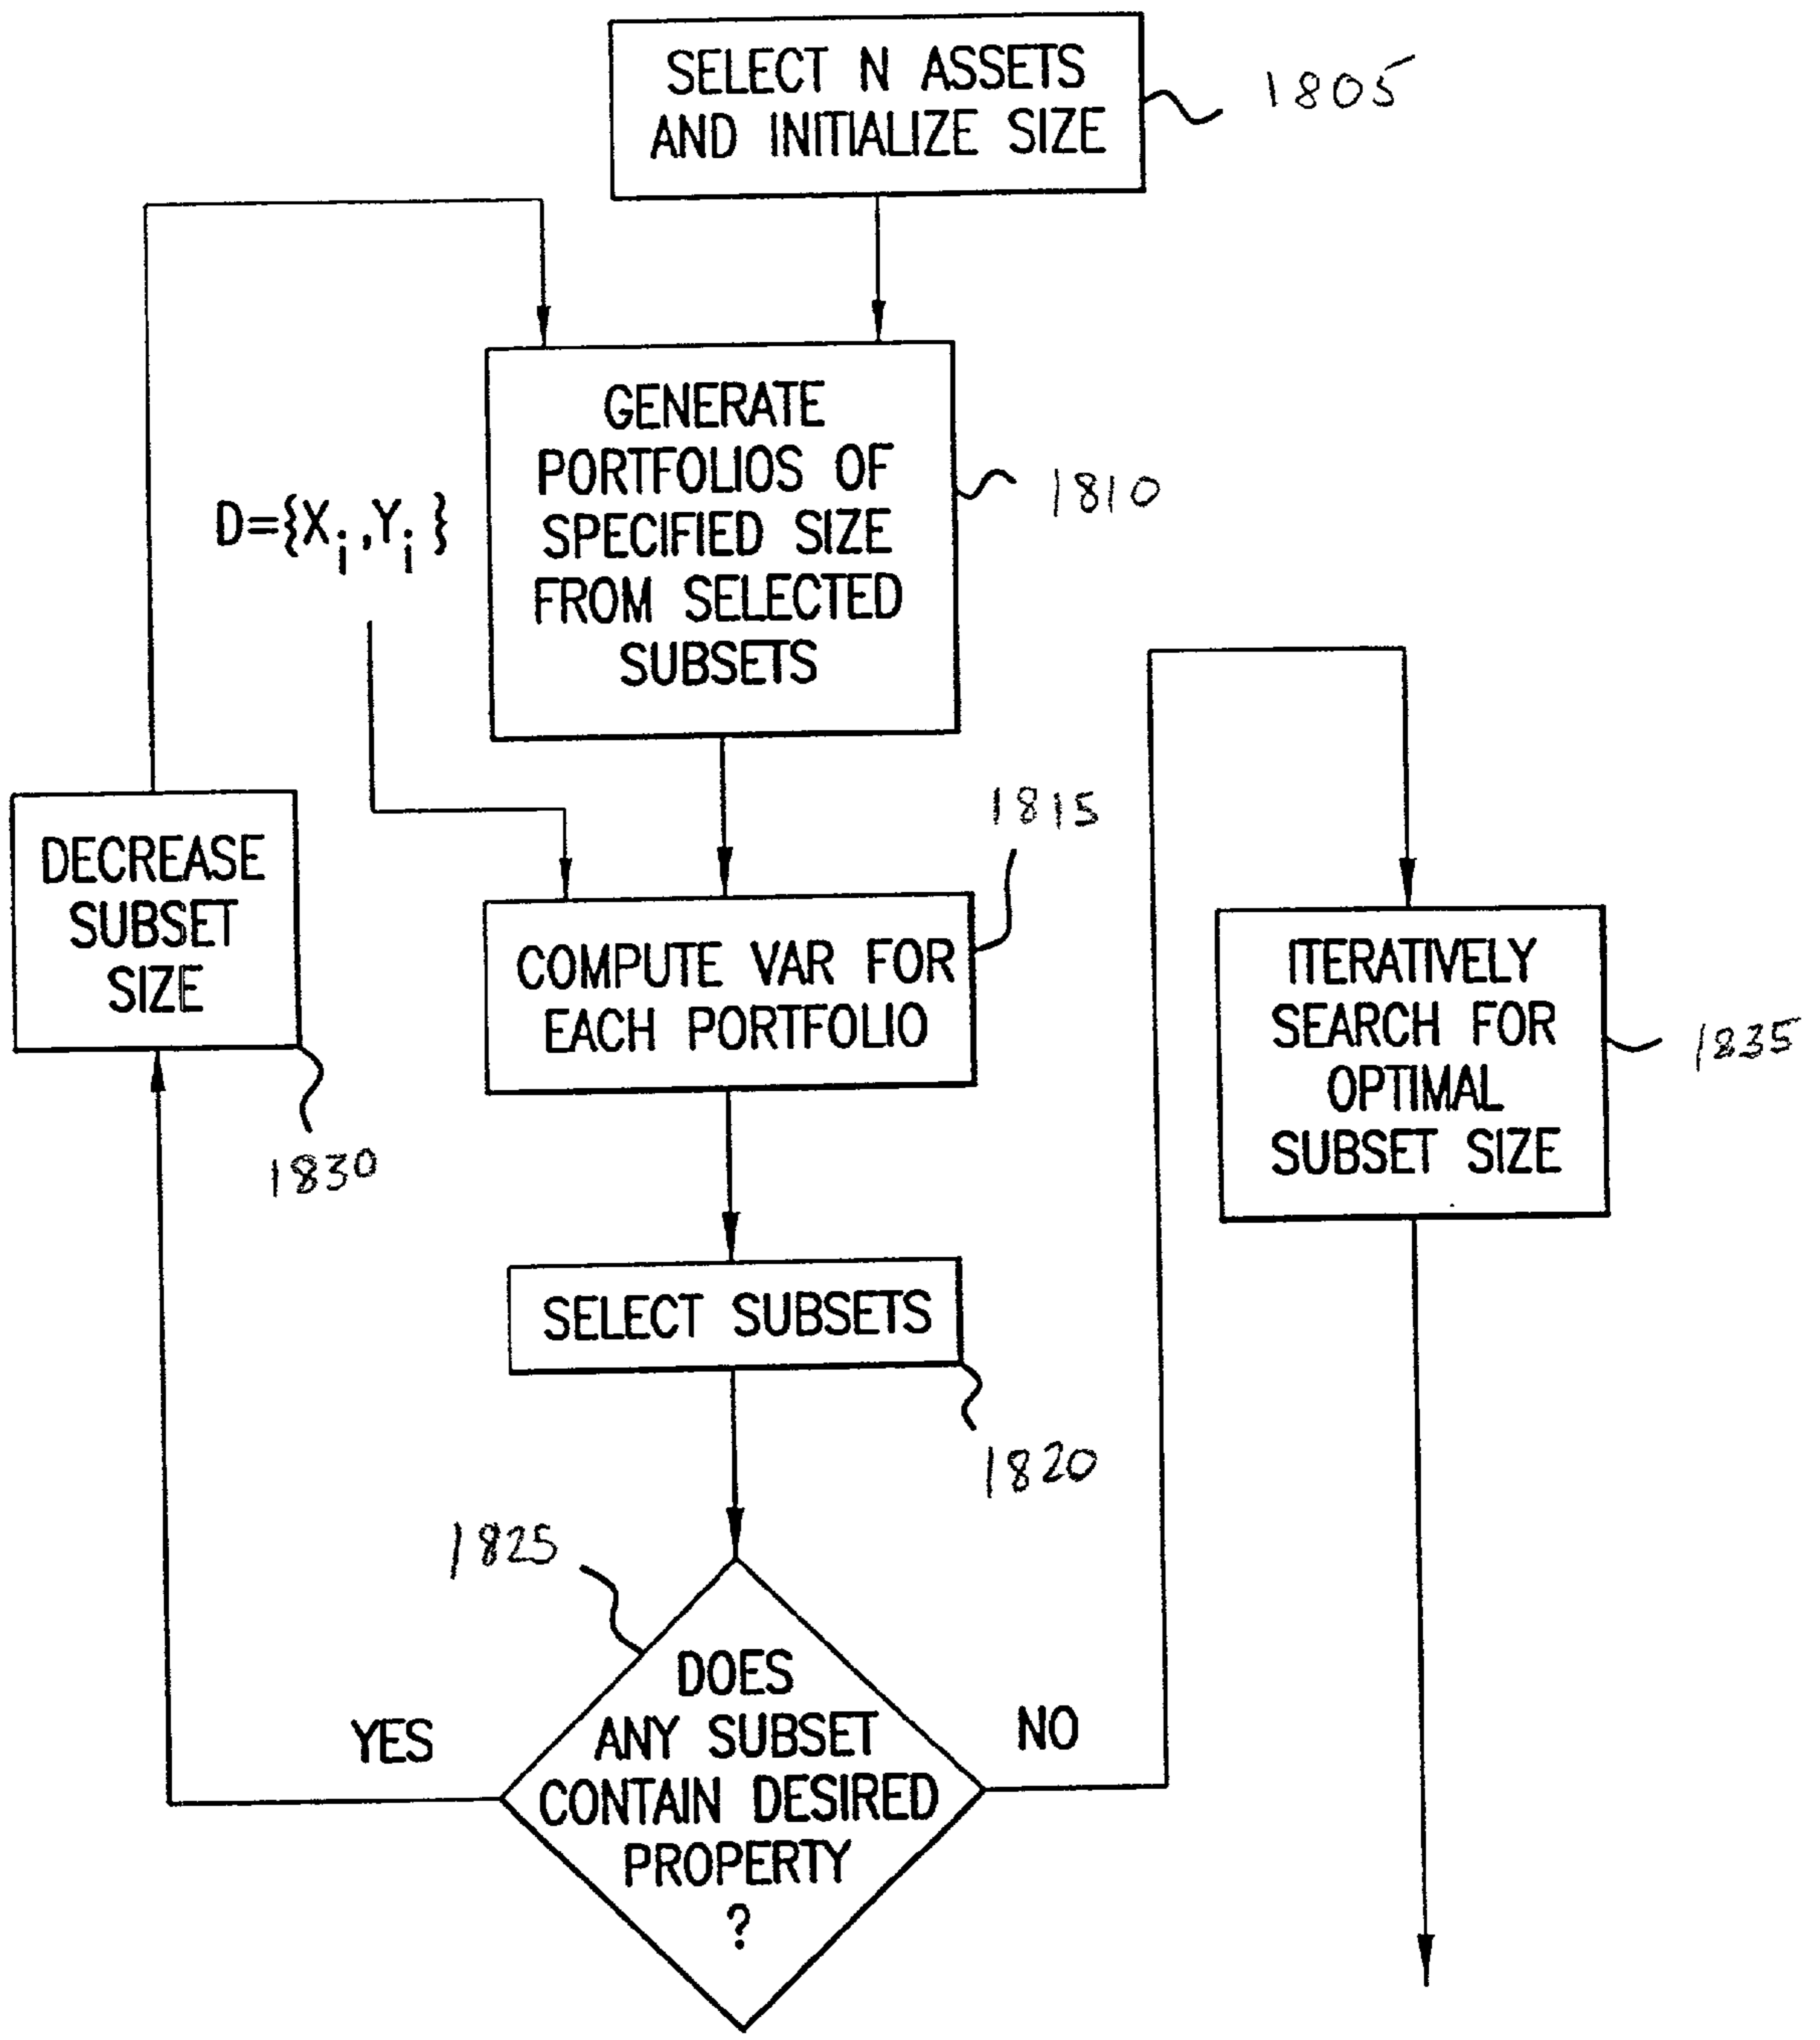 SELECT N ASSETS
AND INITIALIZE SIZE
1805
GENERATE
PORTFOLIOS OF
SPECIFIED SIZE
FROM SELECTED
SUBSETS
1810
D={Xi,Yi}
DECREASE
SUBSET
SIZE
1830
1815
COMPUTE VAR FOR
EACH PORTFOLIO
ITERATIVELY
SEARCH FOR
OPTIMAL
SUBSET SIZE
1835
SELECT SUBSETS
1820
1825
DOES
ANY SUBSET
CONTAIN DESIRED
PROPERTY
?
YES
NO